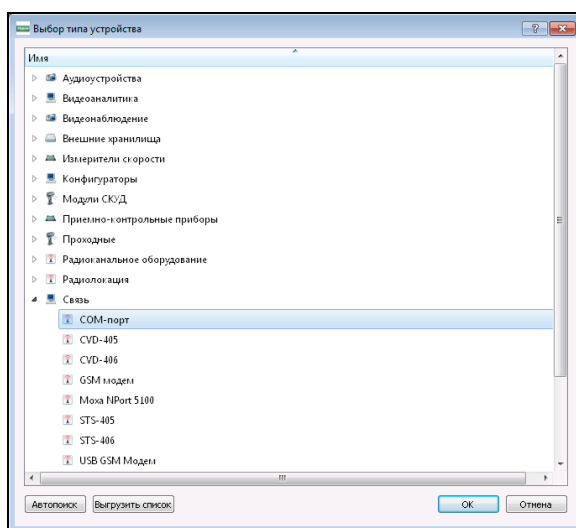 Выбор типа устройства
Имя
Аудиоустройства
Видеоаналитика
Видеонаблюдение
Внешние хранилища
Измерители скорости
Конфигураторы
Модули СКУД
Приемно-контрольные приборы
Проходные
Радиоканальное оборудование
Радиолокация
Связь
COM-порт
CVD-405
CVD-406
GSM модем
Moxa NPort 5100
STS-405
STS-406
USB GSM Модем
Автопоиск Выгрузить список OK Отмена